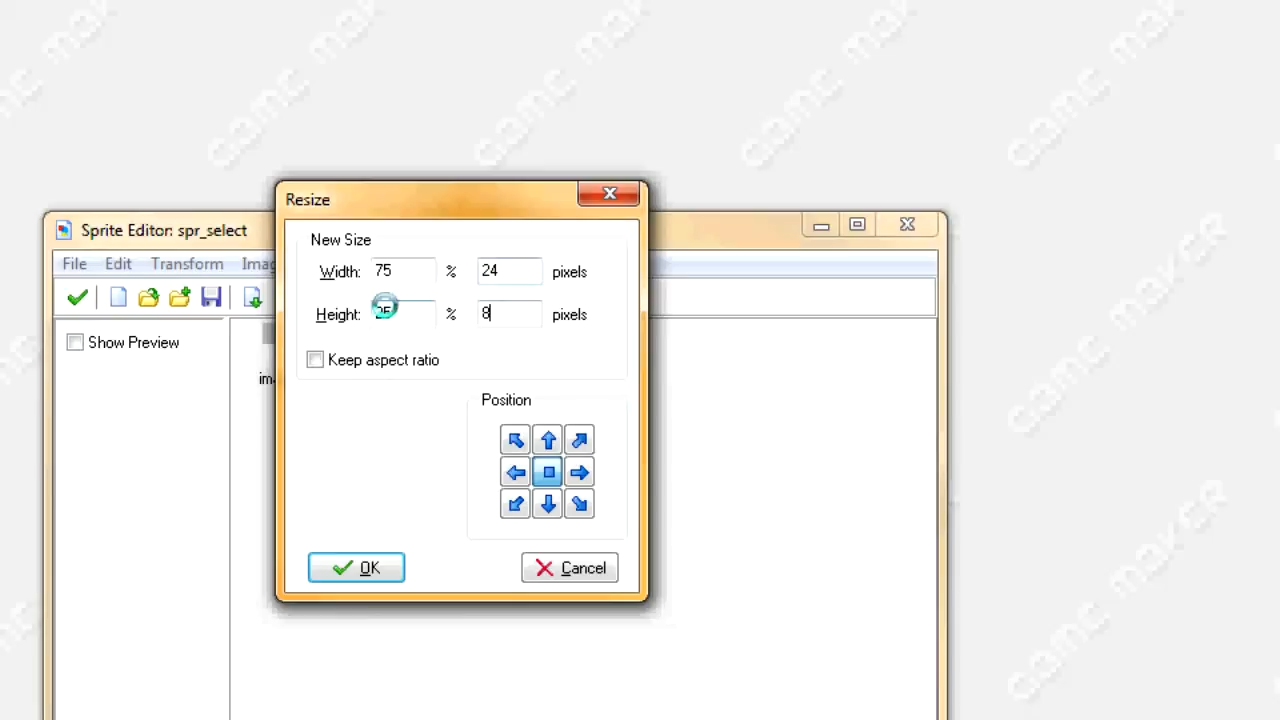 Resize
Sprite Editor: spr_select
New Size
File Edit Transform
Width: 75 % 24 pixels
Height: % 8 pixels
Show Preview
Keep aspect ratio
Position
OK Cancel